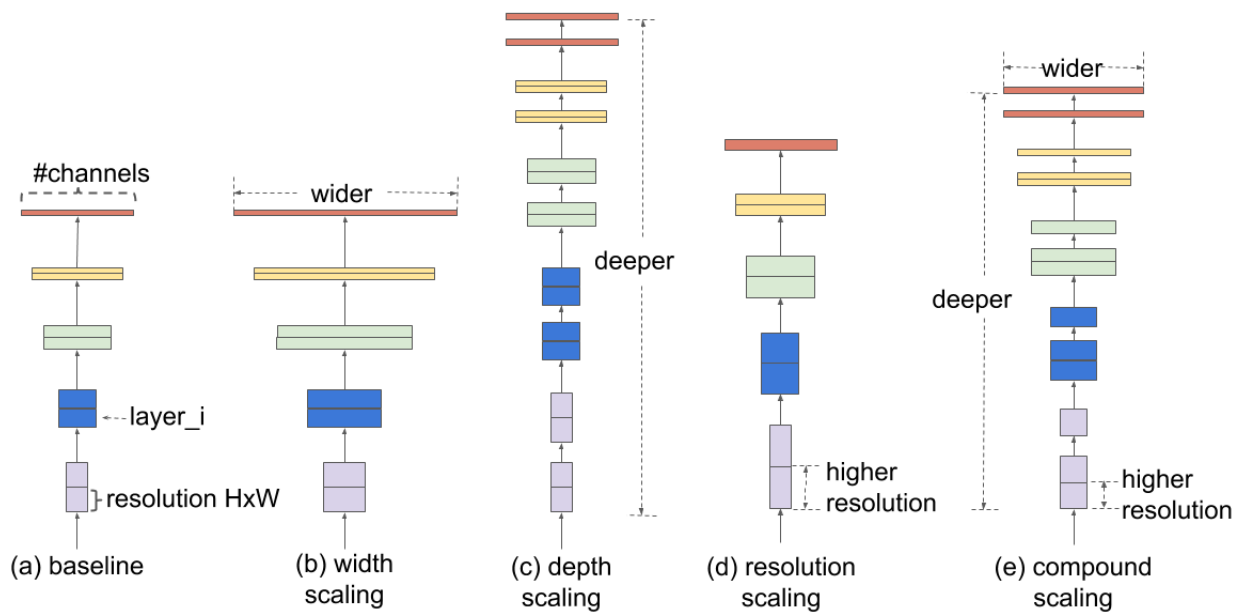 #channels
layer_i
resolution HxW
(a) baseline
wider
(b) width
scaling
deeper
(c) depth
scaling
higher
resolution
(d) resolution
scaling
wider
deeper
higher
resolution
(e) compound
scaling